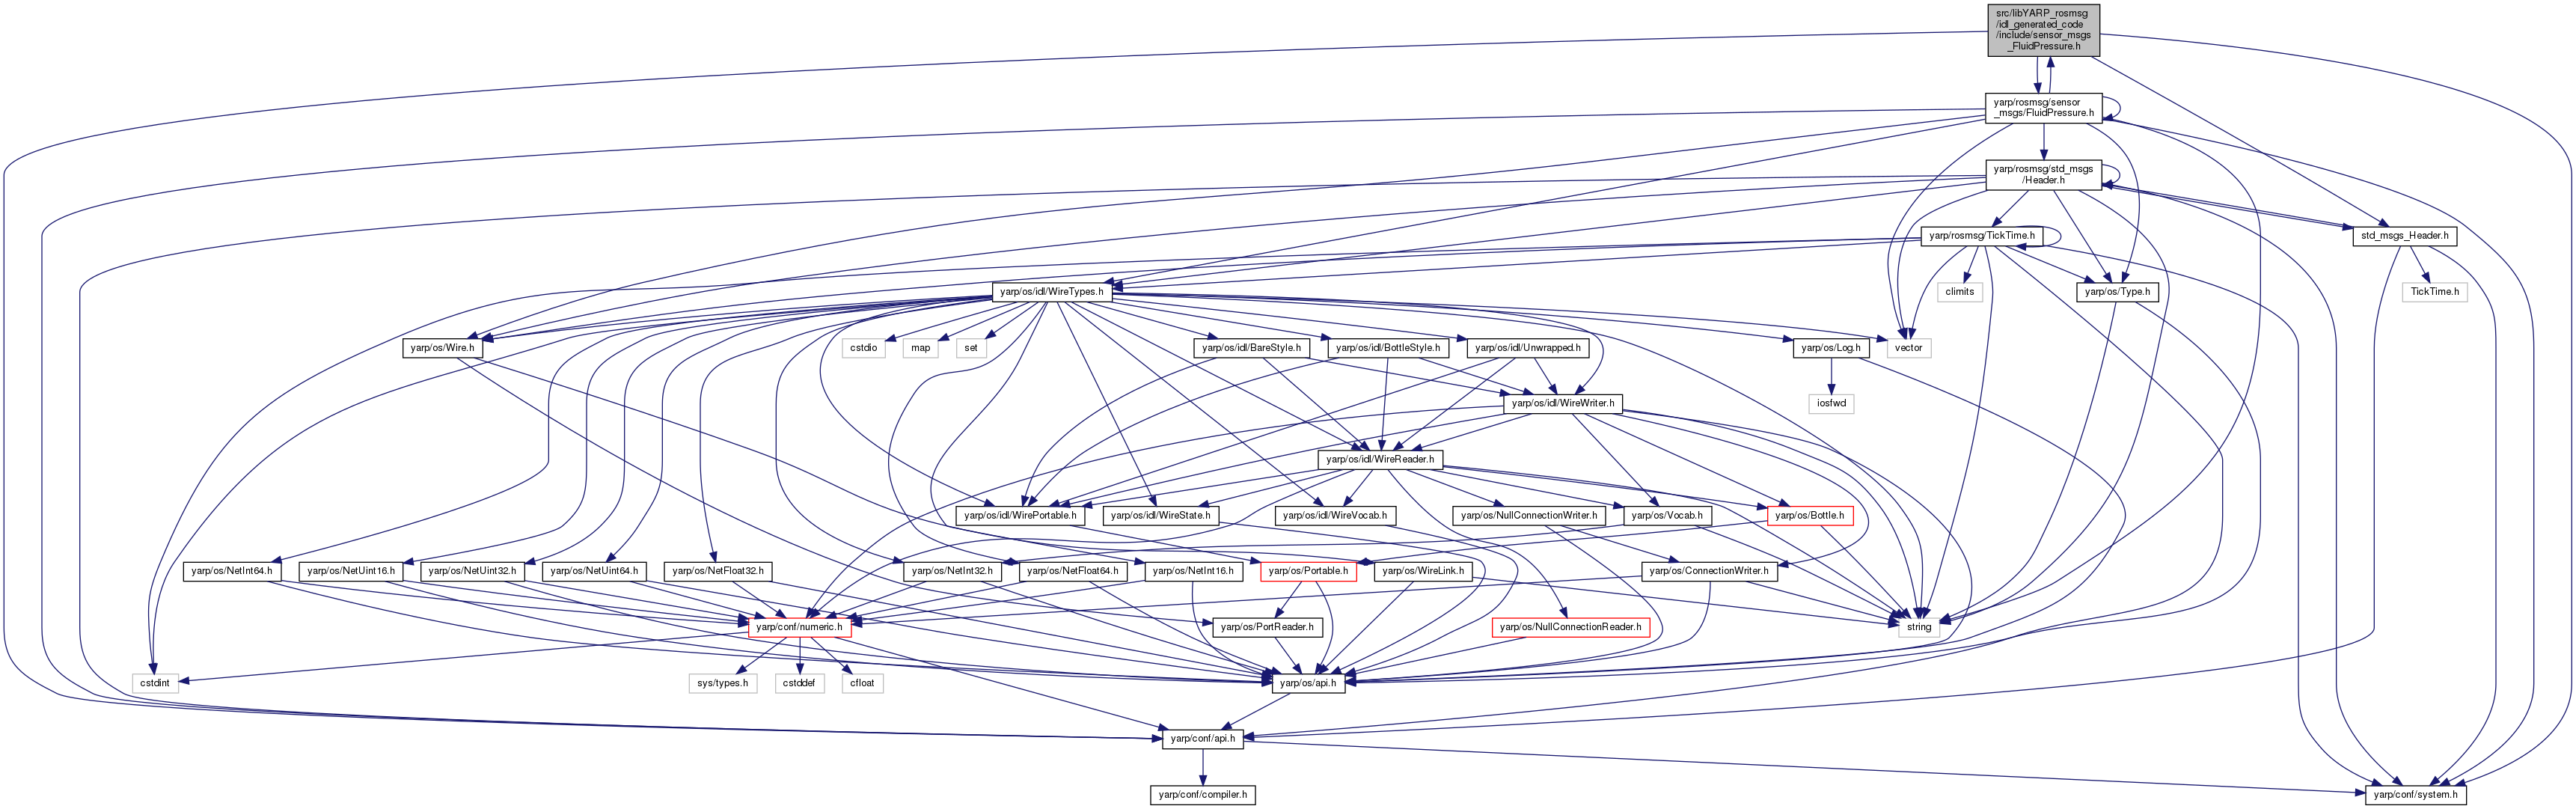 src/libYARP_rosmsg
/idl_generated_code
/include/sensor_msgs
_FluidPressure.h
yarp/rosmsg/sensor
_msgs/FluidPressure.h
yarp/rosmsg/std_msgs
/Header.h
yarp/rosmsg/TickTime.h
std_msgs_Header.h
yarp/os/idl/WireTypes.h
climits
yarp/os/Type.h
TickTime.h
yarp/os/Wire.h
cstdio
map
set
yarp/os/idl/BareStyle.h
yarp/os/idl/BottleStyle.h
yarp/os/idl/Unwrapped.h
yarp/os/Log.h
vector
yarp/os/idl/WireWriter.h
iosfwd
yarp/os/idl/WireReader.h
yarp/os/idl/WirePortable.h
yarp/os/idl/WireState.h
yarp/os/idl/WireVocab.h
yarp/os/NullConnectionWriter.h
yarp/os/Vocab.h
yarp/os/Bottle.h
yarp/os/NetInt64.h
yarp/os/NetUint16.h
yarp/os/NetUint32.h
yarp/os/NetUint64.h
yarp/os/NetFloat32.h
yarp/os/NetInt32.h
yarp/os/NetFloat64.h
yarp/os/NetInt16.h
yarp/os/Portable.h
yarp/os/WireLink.h
yarp/os/ConnectionWriter.h
yarp/conf/numeric.h
yarp/os/PortReader.h
yarp/os/NullConnectionReader.h
string
cstdint
sys/types.h
cstddef
cfloat
yarp/os/api.h
yarp/conf/api.h
yarp/conf/compiler.h
yarp/conf/system.h